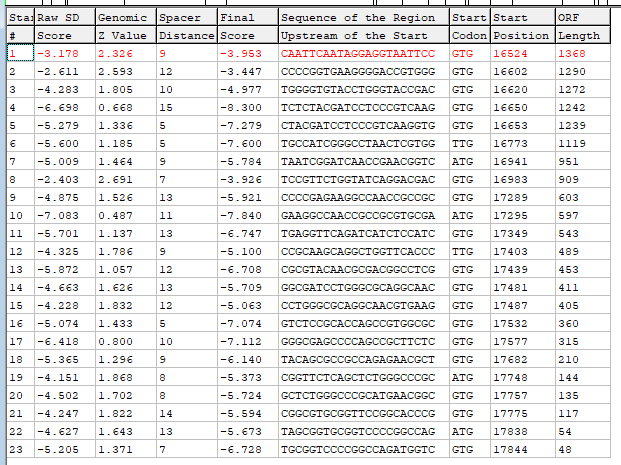 Star Raw SD Genomic Spacer Final Sequence of the Region Start Start ORF
# Score Z Value Distance Score Upstream of the Start Codon Position Length
1 -3.178 2.326 9 -3.953 CAATTCAATAGGAGGTAATTCC GTG 16524 1368
2 -2.611 2.593 12 -3.447 CCCCGGTGAAGGGGACCGTGGG GTG 16602 1290
3 -4.283 1.805 10 -4.977 TGGGGTGTACCTGGGTACCGAC GTG 16620 1272
4 -6.698 0.668 15 -8.300 TCTCTACGATCCTCCCGTCAAG GTG 16650 1242
5 -5.279 1.336 5 -7.279 CTACGATCCTCCCGTCAAGGTG GTG 16653 1239
6 -5.600 1.185 5 -7.600 TGCCATCGGGCCTAACTCGTGG TTG 16773 1119
7 -5.009 1.464 9 -5.784 TAATCGGATCAACCGAACGGTC ATG 16941 951
8 -2.403 2.691 7 -3.926 TCCGTTCTGGTATCAGGACGAC GTG 16983 909
9 -4.875 1.526 13 -5.921 CCCCGAGAAGGCCAACCGCCGC GTG 17289 603
10 -7.083 0.487 11 -7.840 GAAGGCCAACCGCCGCGTGCGA ATG 17295 597
11 -5.701 1.137 13 -6.747 TGAGGTTCAGATCATCTCCATC GTG 17349 543
12 -4.325 1.786 9 -5.100 CCGCAAGCAGGCTGGTTCACCC TTG 17403 489
13 -5.872 1.057 12 -6.708 CGCGTACAACGCGACGGCCTCG GTG 17439 453
14 -4.663 1.626 13 -5.709 GGCGATCCTGGGCGCAGGCAAC GTG 17481 411
15 -4.228 1.832 12 -5.063 CCTGGGCGCAGGCAACGTGAAG GTG 17487 405
16 -5.074 1.433 5 -7.074 GTCTCCGCACCAGCCGTGGCGC GTG 17532 360
17 -6.418 0.800 10 -7.112 GGGCGAGCCCCAGCCGCTTCTC GTG 17577 315
18 -5.365 1.296 9 -6.140 TACAGCGCCGCCAGAGAACGCT GTG 17682 210
19 -4.151 1.868 8 -5.373 CGGTTCTCAGCTCTGGGCCCGC ATG 17748 144
20 -4.502 1.702 8 -5.724 GCTCTGGGCCCGCATGAACGGC GTG 17757 135
21 -4.247 1.822 14 -5.594 CGGCGTGCGGTTCCGGCACCCG GTG 17775 117
22 -4.627 1.643 13 -5.673 TAGCGGTGCGGTCCCCGGCCAG ATG 17838 54
23 -5.205 1.371 7 -6.728 TGCGGTCCCCGGCCAGATGGTC GTG 17844 48